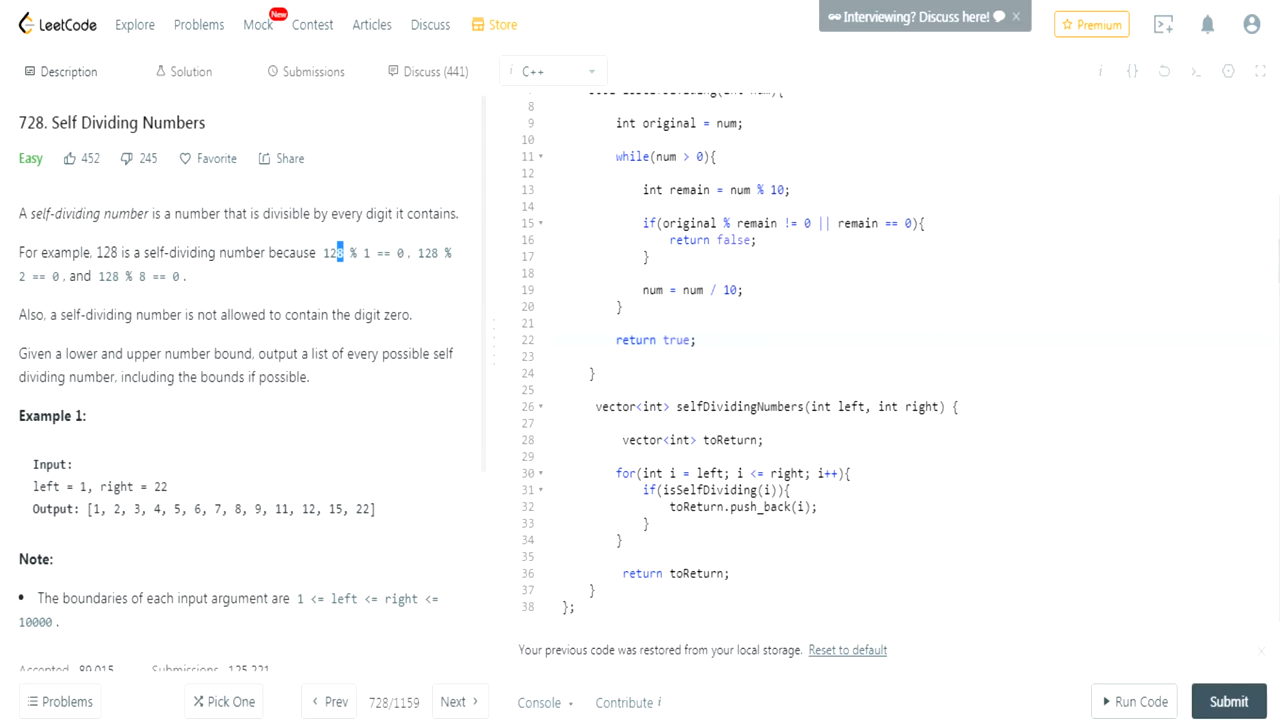 LeetCode Explore Problems Mock New Contest Articles Discuss Store Interviewing? Discuss here! x Premium
Description Solution Submissions Discuss (441) i C++
728. Self Dividing Numbers
Easy 452 245 Favorite Share
A self-dividing number is a number that is divisible by every digit it contains.
For example, 128 is a self-dividing number because 128 % 1 == 0, 128 %
2 == 0, and 128 % 8 == 0.
Also, a self-dividing number is not allowed to contain the digit zero.
Given a lower and upper number bound, output a list of every possible self
dividing number, including the bounds if possible.
Example 1:
Input:
left = 1, right = 22
Output: [1, 2, 3, 4, 5, 6, 7, 8, 9, 11, 12, 15, 22]
Note:
• The boundaries of each input argument are 1 <= left <= right <=
10000.
Accepted 89,015 Submissions 125,221
8
9 int original = num;
10
11 while(num > 0){
12
13 int remain = num % 10;
14
15 if(original % remain != 0 || remain == 0){
16 return false;
17 }
18
19 num = num / 10;
20 }
21
22 return true;
23
24 }
25
26 vector<int> selfDividingNumbers(int left, int right) {
27
28 vector<int> toReturn;
29
30 for(int i = left; i <= right; i++){
31 if(isSelfDividing(i)){
32 toReturn.push_back(i);
33 }
34 }
35
36 return toReturn;
37 }
38 };
Your previous code was restored from your local storage. Reset to default
Problems Pick One Prev 728/1159 Next Console Contribute i Run Code Submit